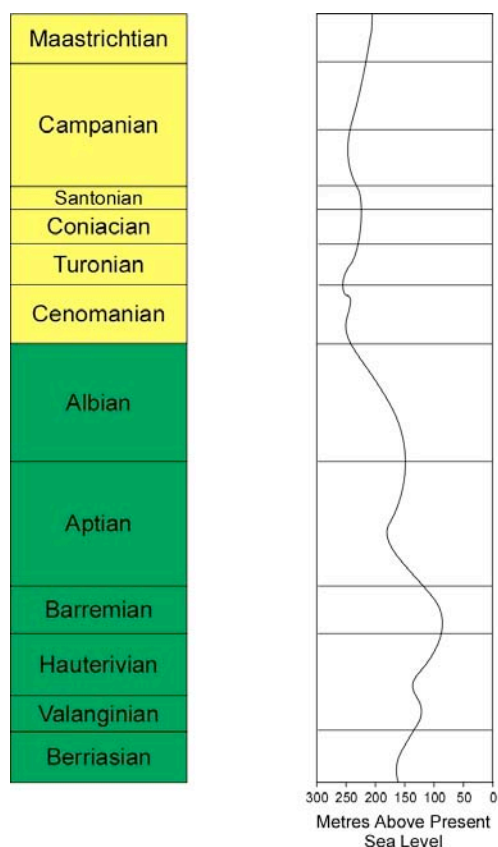 Maastrichtian
Campanian
Santonian
Coniacian
Turonian
Cenomanian
Albian
Aptian
Barremian
Hauterivian
Valanginian
Berriasian
300 250 200 150 100 50 0
Metres Above Present
Sea Level